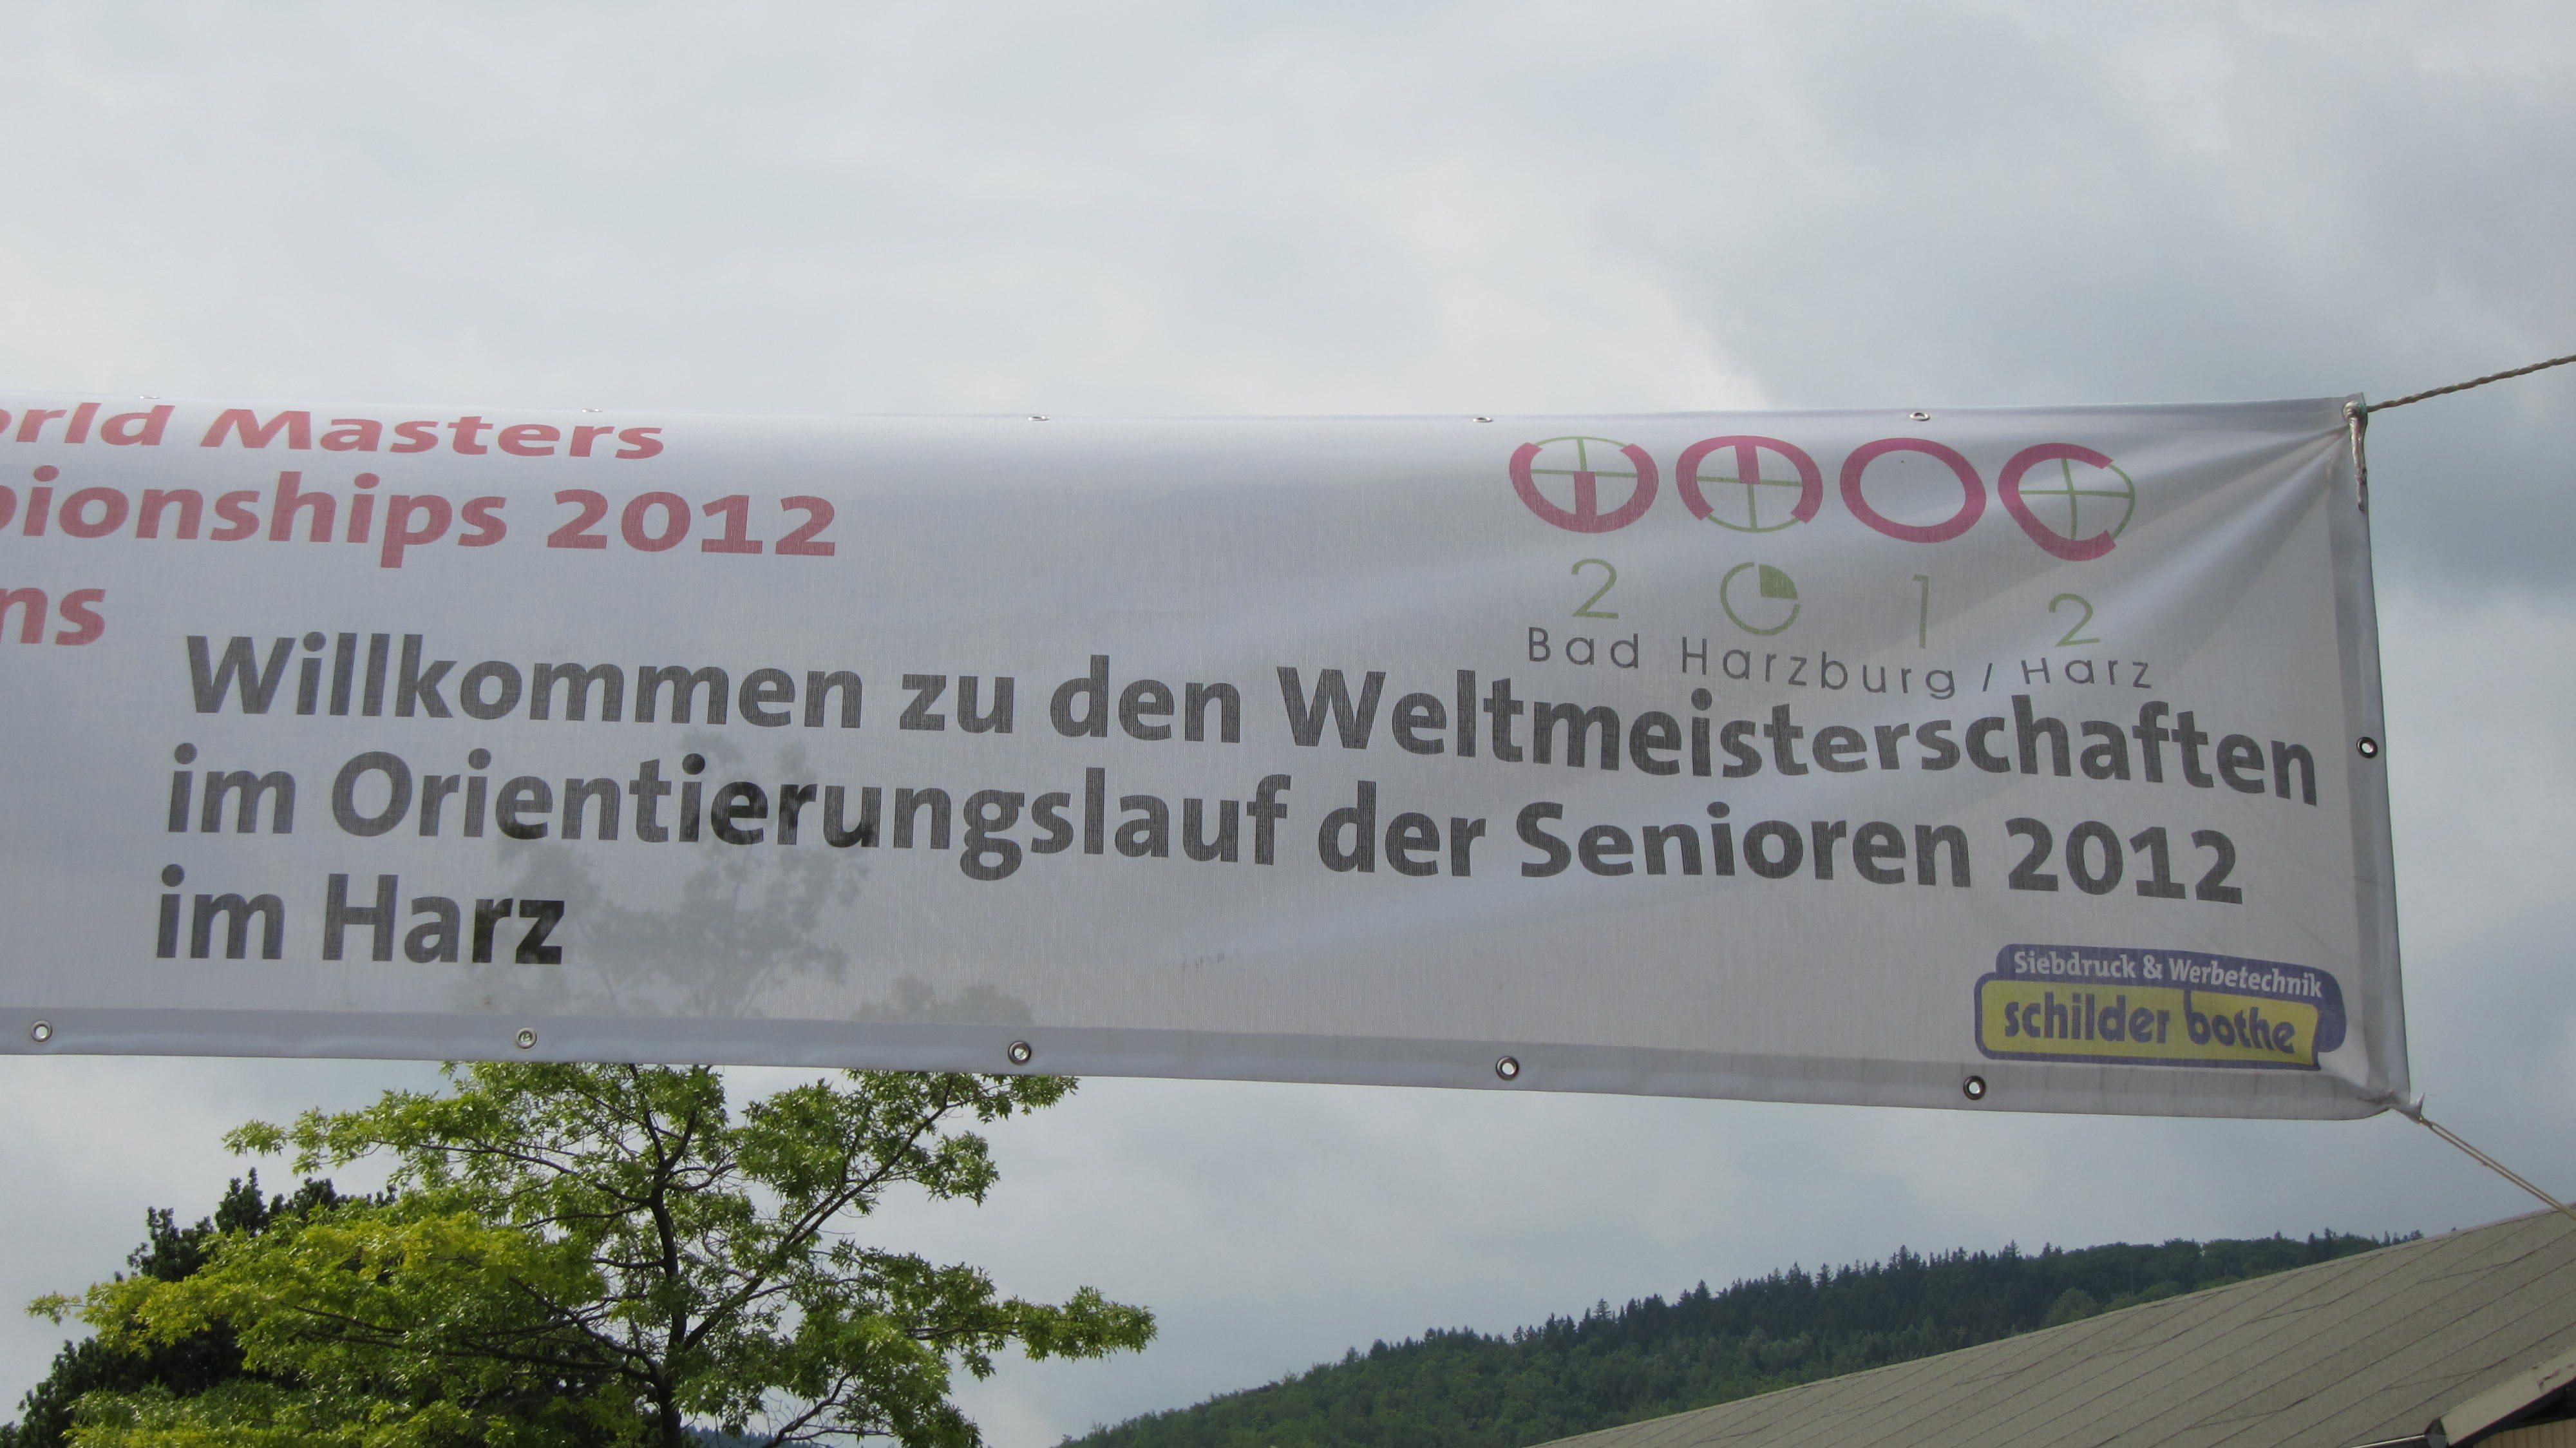 orld Masters
pionships 2012
ns
WMOC
2012
Bad Harzburg / Harz
Willkommen zu den Weltmeisterschaften
im Orientierungslauf der Senioren 2012
im Harz
Siebdruck & Werbetechnik
schilder bothe